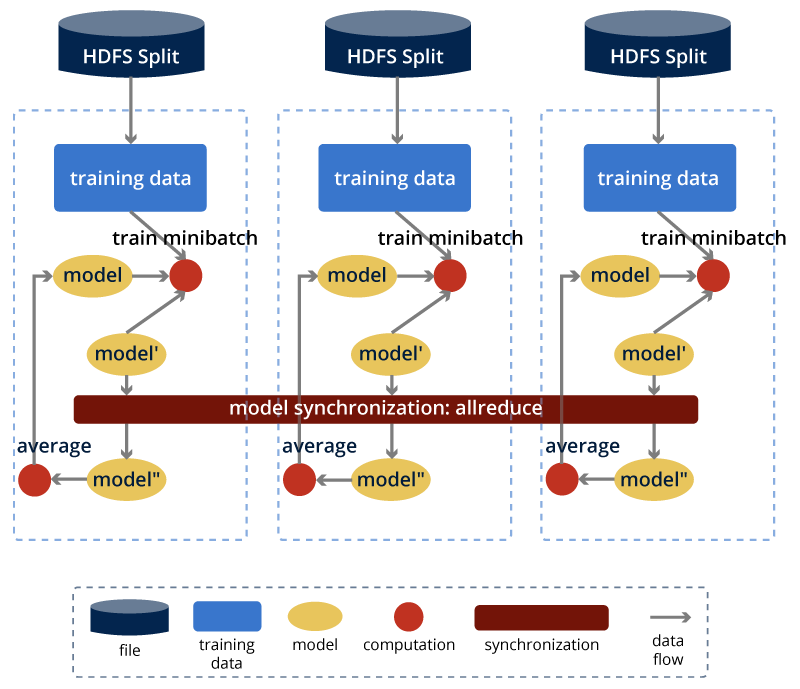 HDFS Split
HDFS Split
HDFS Split
training data
training data
training data
train minibatch
train minibatch
train minibatch
model
model
model
model'
model'
model'
model synchronization: allreduce
average
average
average
model"
model"
model"
file
training
data
model
computation
synchronization
data
flow